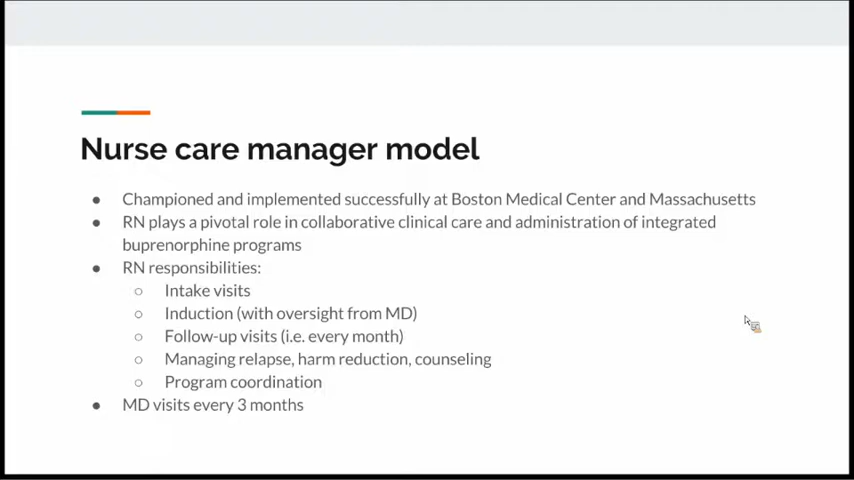 Nurse care manager model
● Championed and implemented successfully at Boston Medical Center and Massachusetts
● RN plays a pivotal role in collaborative clinical care and administration of integrated
buprenorphine programs
● RN responsibilities:
○ Intake visits
○ Induction (with oversight from MD)
○ Follow-up visits (i.e. every month)
○ Managing relapse, harm reduction, counseling
○ Program coordination
● MD visits every 3 months